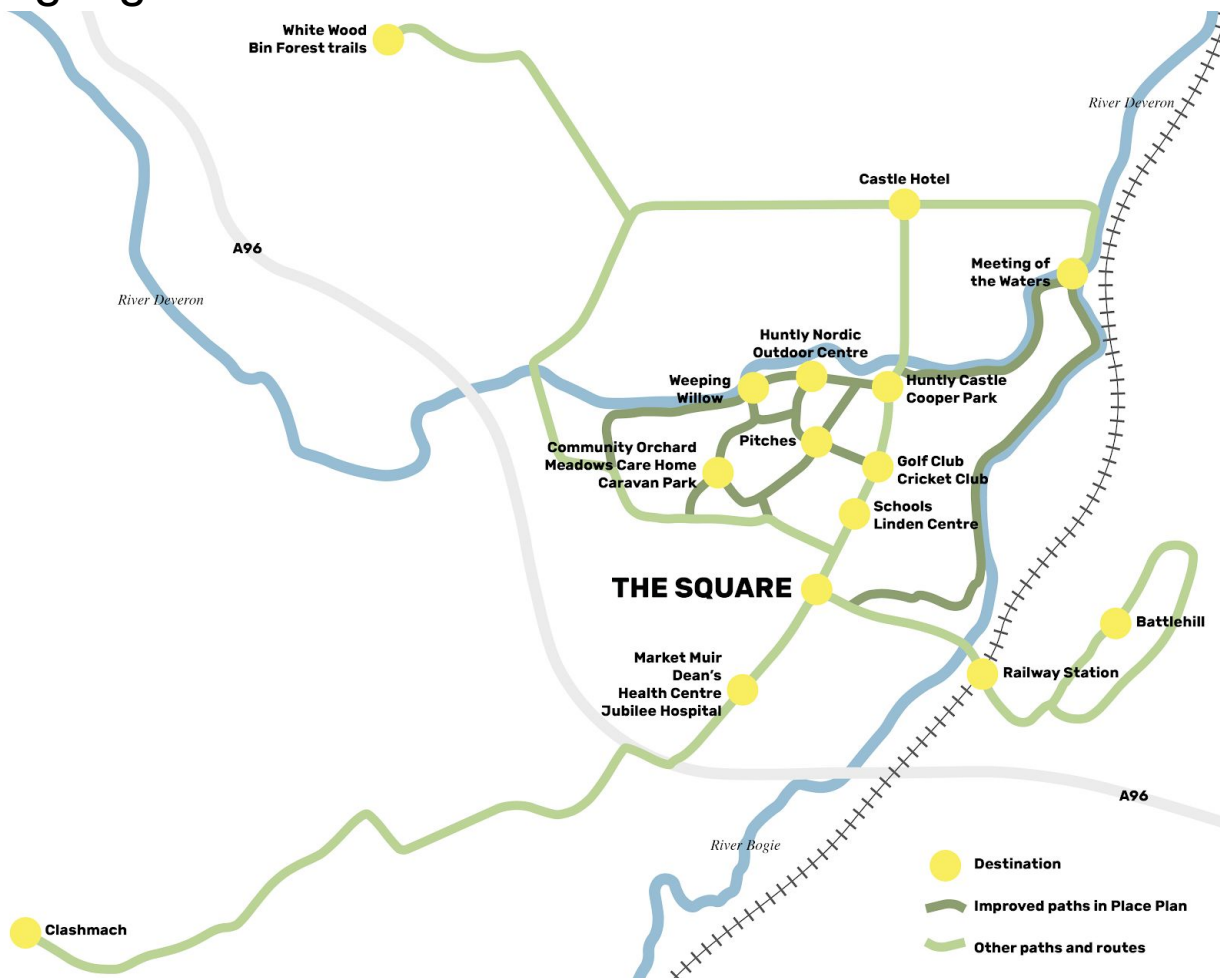 White Wood
Bin Forest trails
River Deveron
Castle Hotel
A96
Meeting of
the Waters
River Deveron
Huntly Nordic
Outdoor Centre
Weeping
Willow
Huntly Castle
Cooper Park
Pitches
Community Orchard
Meadows Care Home
Caravan Park
Golf Club
Cricket Club
Schools
Linden Centre
THE SQUARE
Battlehill
Market Muir
Dean's
Health Centre
Jubilee Hospital
Railway Station
A96
River Bogie
Destination
Improved paths in Place Plan
Clashmach
Other paths and routes